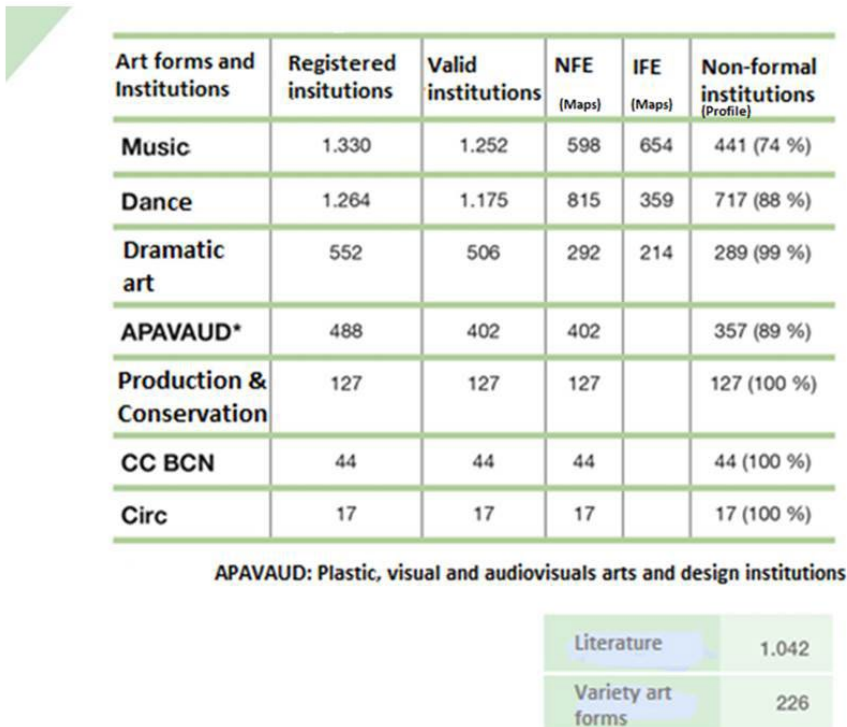 Art forms and Institutions Registered insitutions Valid institutions NFE (Maps) IFE (Maps) Non-formal institutions (Profile)
Music 1.330 1.252 598 654 441 (74 %)
Dance 1.264 1.175 815 359 717 (88 %)
Dramatic art 552 506 292 214 289 (99 %)
APAVAUD* 488 402 402 357 (89 %)
Production & Conservation 127 127 127 127 (100 %)
CC BCN 44 44 44 44 (100 %)
Circ 17 17 17 17 (100 %)
APAVAUD: Plastic, visual and audiovisuals arts and design institutions
Literature 1.042
Variety art forms 226